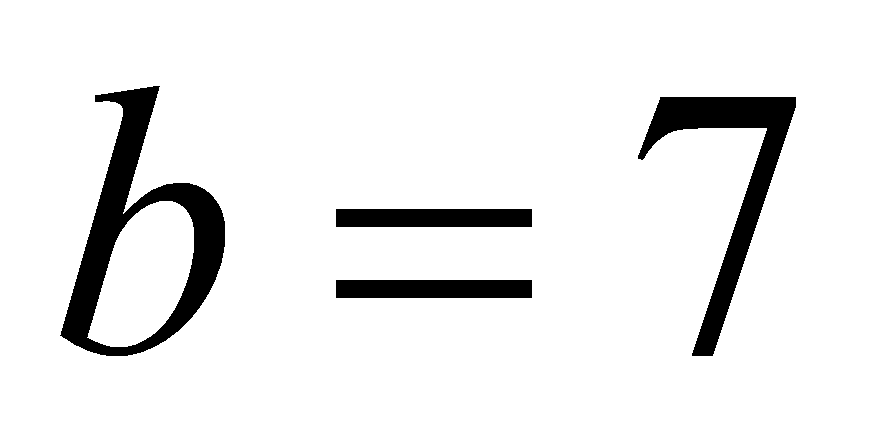 b = 7